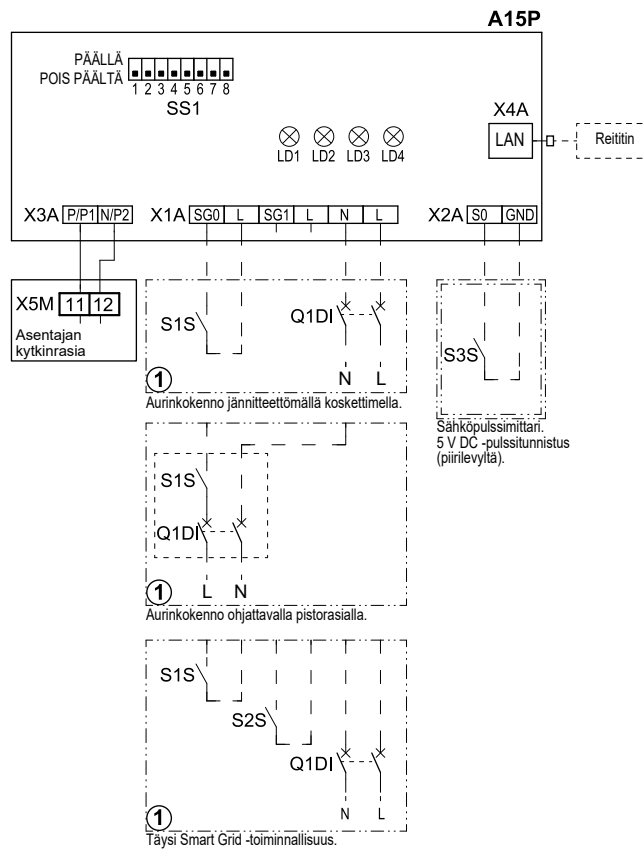 A15P
PÄÄLLÄ
POIS PÄÄLTÄ
1 2 3 4 5 6 7 8
SS1
LD1 LD2 LD3 LD4
X4A
LAN
Reititin
X3A P/P1 N/P2
X1A SG0 L SG1 L N L
X2A S0 GND
X5M 11 12
Asentajan
kytkinrasia
S1S
Q1DI
N L
1
Aurinkokenno jännitteettömällä koskettimella.
S3S
Sähköpulssimittari.
5 V DC -pulssitunnistus
(piirilevyltä).
S1S
Q1DI
1 L N
Aurinkokenno ohjattavalla pistorasialla.
S1S
S2S
Q1DI
1 N L
Täysi Smart Grid -toiminnallisuus.